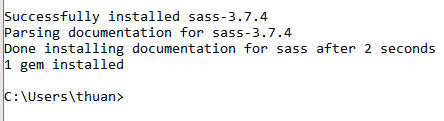 Successfully installed sass-3.7.4
Parsing documentation for sass-3.7.4
Done installing documentation for sass after 2 seconds
1 gem installed
C:\Users\thuan>